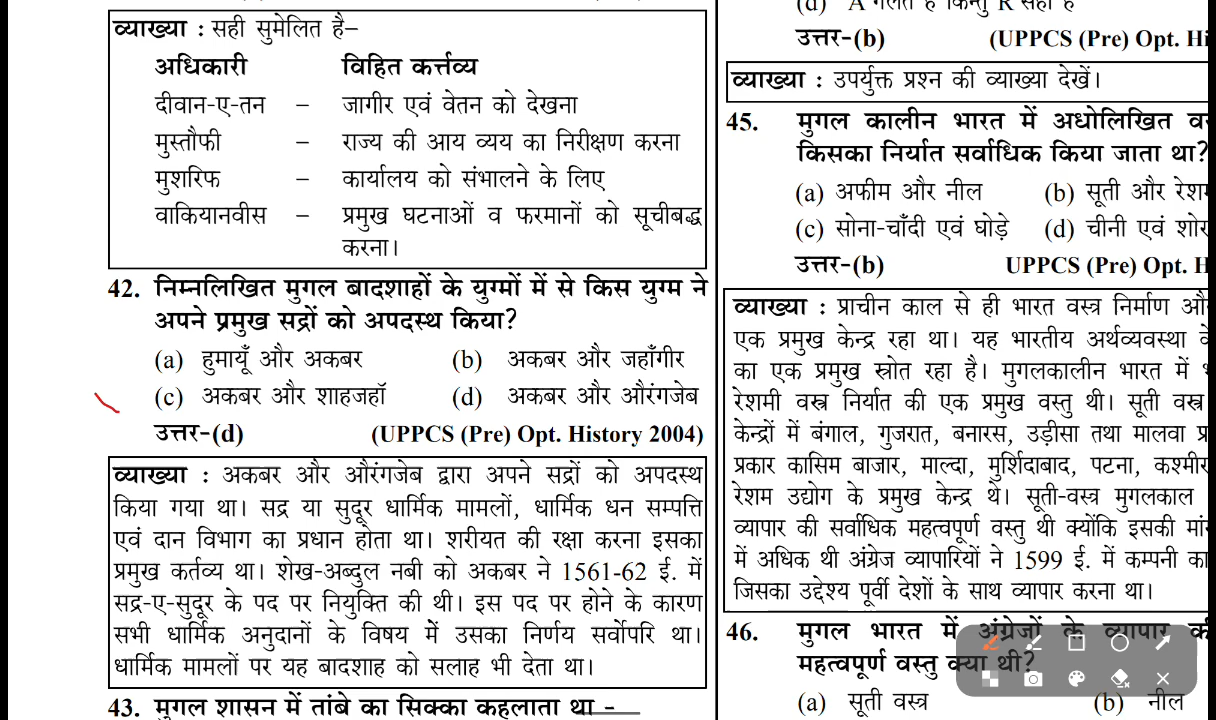 व्याख्या : सही सुमेलित है–
अधिकारी विहित कर्त्तव्य
दीवान-ए-तन – जागीर एवं वेतन को देखना
मुस्तौफी – राज्य की आय व्यय का निरीक्षण करना
मुशरिफ – कार्यालय को संभालने के लिए
वाकियानवीस – प्रमुख घटनाओं व फरमानों को सूचीबद्ध
करना।
42. निम्नलिखित मुगल बादशाहों के युग्मों में से किस युग्म ने
अपने प्रमुख सद्रों को अपदस्थ किया?
(a) हुमायूँ और अकबर (b) अकबर और जहाँगीर
(c) अकबर और शाहजहॉ (d) अकबर और औरंगजेब
उत्तर-(d) (UPPCS (Pre) Opt. History 2004)
व्याख्या : अकबर और औरंगजेब द्वारा अपने सद्रों को अपदस्थ
किया गया था। सद्र या सुदूर धार्मिक मामलों, धार्मिक धन सम्पत्ति
एवं दान विभाग का प्रधान होता था। शरीयत की रक्षा करना इसका
प्रमुख कर्तव्य था। शेख-अब्दुल नबी को अकबर ने 1561-62 ई. में
सद्र-ए-सुदूर के पद पर नियुक्ति की थी। इस पद पर होने के कारण
सभी धार्मिक अनुदानों के विषय में उसका निर्णय सर्वोपरि था।
धार्मिक मामलों पर यह बादशाह को सलाह भी देता था।
43. मुगल शासन में तांबे का सिक्का कहलाता था -
(d) A गलत है किन्तु R सही है
उत्तर-(b) (UPPCS (Pre) Opt. Hi
व्याख्या : उपर्युक्त प्रश्न की व्याख्या देखें।
45. मुगल कालीन भारत में अधोलिखित
किसका निर्यात सर्वाधिक किया जाता था?
(a) अफीम और नील (b) सूती और
(c) सोना-चाँदी एवं घोड़े (d) चीनी एवं
उत्तर-(b) UPPCS (Pre) Opt. H
व्याख्या : प्राचीन काल से ही भारत वस्त्र निर्माण
एक प्रमुख केन्द्र रहा था। यह भारतीय अर्थव्यवस्था
का एक प्रमुख स्त्रोत रहा है। मुगलकालीन भारत में
रेशमी वस्त्र निर्यात की एक प्रमुख वस्तु थी। सूती वस्त्र
केन्द्रों में बंगाल, गुजरात, बनारस, उड़ीसा तथा मालवा
प्रकार कासिम बाजार, माल्दा, मुर्शिदाबाद, पटना, कश्मीर
रेशम उद्योग के प्रमुख केन्द्र थे। सूती-वस्त्र मुगलकाल
व्यापार की सर्वाधिक महत्वपूर्ण वस्तु थी क्योंकि इसकी
में अधिक थी अंग्रेज व्यापारियों ने 1599 ई. में कम्पनी
जिसका उद्देश्य पूर्वी देशों के साथ व्यापार करना था।
46. मुगल भारत में अंग्रेजों के व्यापार की
महत्वपूर्ण वस्तु क्या थी?
(a) सूती वस्त्र (b) नील